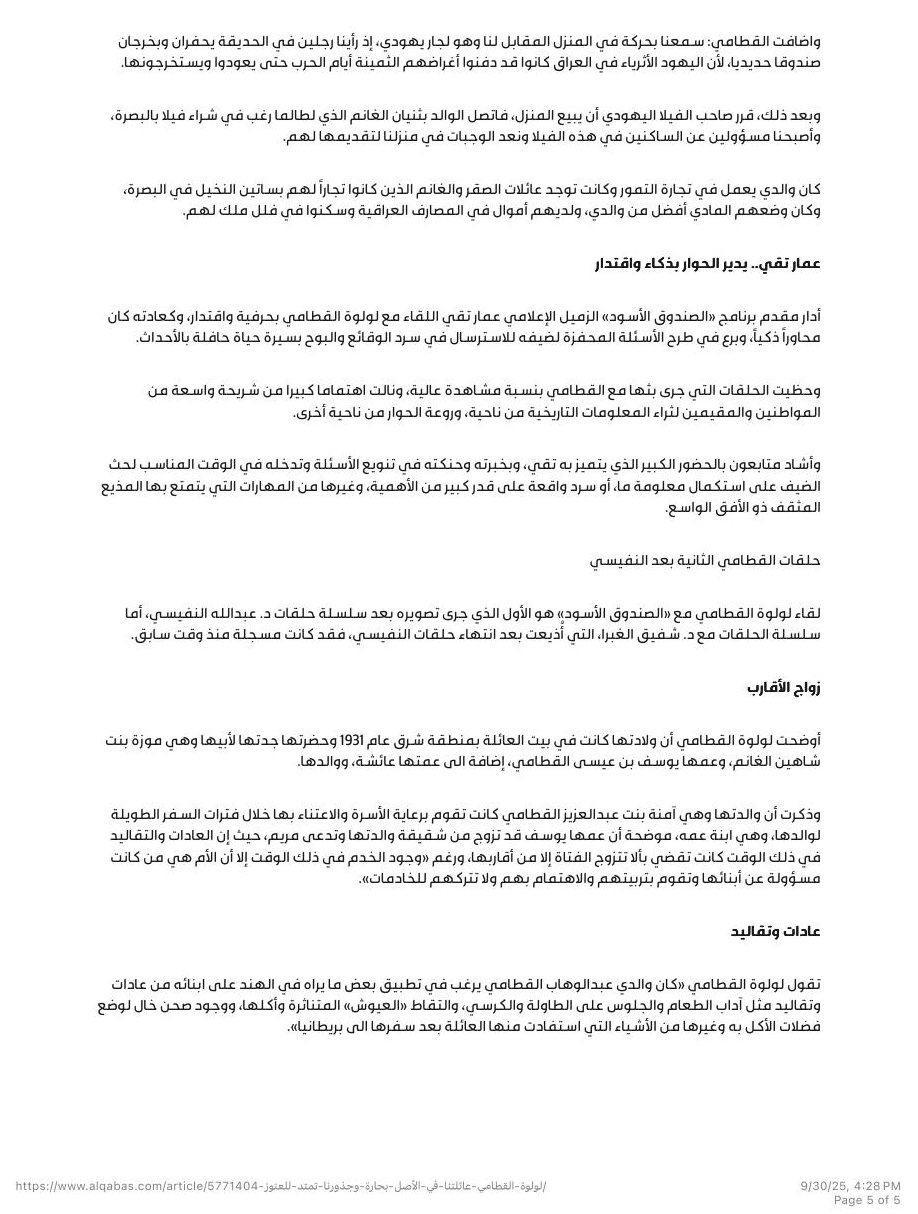 واضافت القطامي: سمعنا بحركة في المنزل المقابل لنا وهو لجار يهودي، إذ رأينا رجلين في الحديقة يحفران ويخرجان
صندوقا حديديا، لأن اليهود الأثرياء في العراق كانوا قد دفنوا أغراضهم الثمينة أيام الحرب حتى يعودوا ويستخرجونها.
وبعد ذلك، قرر صاحب الفيلا اليهودي أن يبيع المنزل، فاتصل الوالد بثنيان الغانم الذي لطالما رغب في شراء فيلا بالبصرة،
وأصبحنا مسؤولين عن الساكنين في هذه الفيلا ونعد الوجبات في منزلنا لتقديمها لهم.
كان والدي يعمل في تجارة التمور وكانت توجد عائلات الصقر والغانم الذين كانوا تجاراً لهم بساتين النخيل في البصرة،
وكان وضعهم المادي أفضل من والدي، ولديهم أموال في المصارف العراقية وسكنوا في فلل ملك لهم.
عمار تقي.. يدير الحوار بذكاء واقتدار
أدار مقدم برنامج «الصندوق الأسود» الزميل الإعلامي عمار تقي اللقاء مع لولوة القطامي بحرفية واقتدار، وكعادته كان
محاوراً ذكياً، وبرع في طرح الأسئلة المحفزة لضيفه للاسترسال في سرد الوقائع والبوح بسيرة حياة حافلة بالأحداث.
وحظيت الحلقات التي جرى بثها مع القطامي بنسبة مشاهدة عالية، ونالت اهتماما كبيرا من شريحة واسعة من
المواطنين والمقيمين لثراء المعلومات التاريخية من ناحية، وروعة الحوار من ناحية أخرى.
وأشاد متابعون بالحضور الكبير الذي يتميز به تقي، وبخبرته وحنكته في تنويع الأسئلة وتدخله في الوقت المناسب لحث
الضيف على استكمال معلومة ما، أو سرد واقعة على قدر كبير من الأهمية، وغيرها من المهارات التي يتمتع بها المذيع
المثقف ذو الأفق الواسع.
حلقات القطامي الثانية بعد النفيسي
لقاء لولوة القطامي مع «الصندوق الأسود» هو الأول الذي جرى تصويره بعد سلسلة حلقات د. عبدالله النفيسي، أما
سلسلة الحلقات مع د. شفيق الغبرا، التي أُذيعت بعد انتهاء حلقات النفيسي، فقد كانت مسجلة منذ وقت سابق.
زواج الأقارب
أوضحت لولوة القطامي أن ولادتها كانت في بيت العائلة بمنطقة شرق عام 1931 وحضرتها جدتها لأبيها وهي موزة بنت
شاهين الغانم، وعمها يوسف بن عيسى القطامي، إضافة الى عمتها عائشة، ووالدها.
وذكرت أن والدتها وهي آمنة بنت عبدالعزيز القطامي كانت تقوم برعاية الأسرة والاعتناء بها خلال فترات السفر الطويلة
لوالدها، وهي ابنة عمه، موضحة أن عمها يوسف قد تزوج من شقيقة والدتها وتدعى مريم، حيث إن العادات والتقاليد
في ذلك الوقت كانت تقضي بألا تتزوج الفتاة إلا من أقاربها، ورغم «وجود الخدم في ذلك الوقت إلا أن الأم هي من كانت
مسؤولة عن أبنائها وتقوم بتربيتهم والاهتمام بهم ولا تتركهم للخادمات».
عادات وتقاليد
تقول لولوة القطامي «كان والدي عبدالوهاب القطامي يرغب في تطبيق بعض ما يراه في الهند على ابنائه من عادات
وتقاليد مثل آداب الطعام والجلوس على الطاولة والكرسي، والتقاط «العيوش» المتناثرة وأكلها، ووجود صحن خال لوضع
فضلات الأكل به وغيرها من الأشياء التي استفادت منها العائلة بعد سفرها الى بريطانيا».
https://www.alqabas.com/article/5771404-لولوة-القطامي-عائلتنا-في-الأصل-بحارة-وجذورنا-تمتد-للعتوز/
9/30/25, 4:28 PM
Page 5 of 5